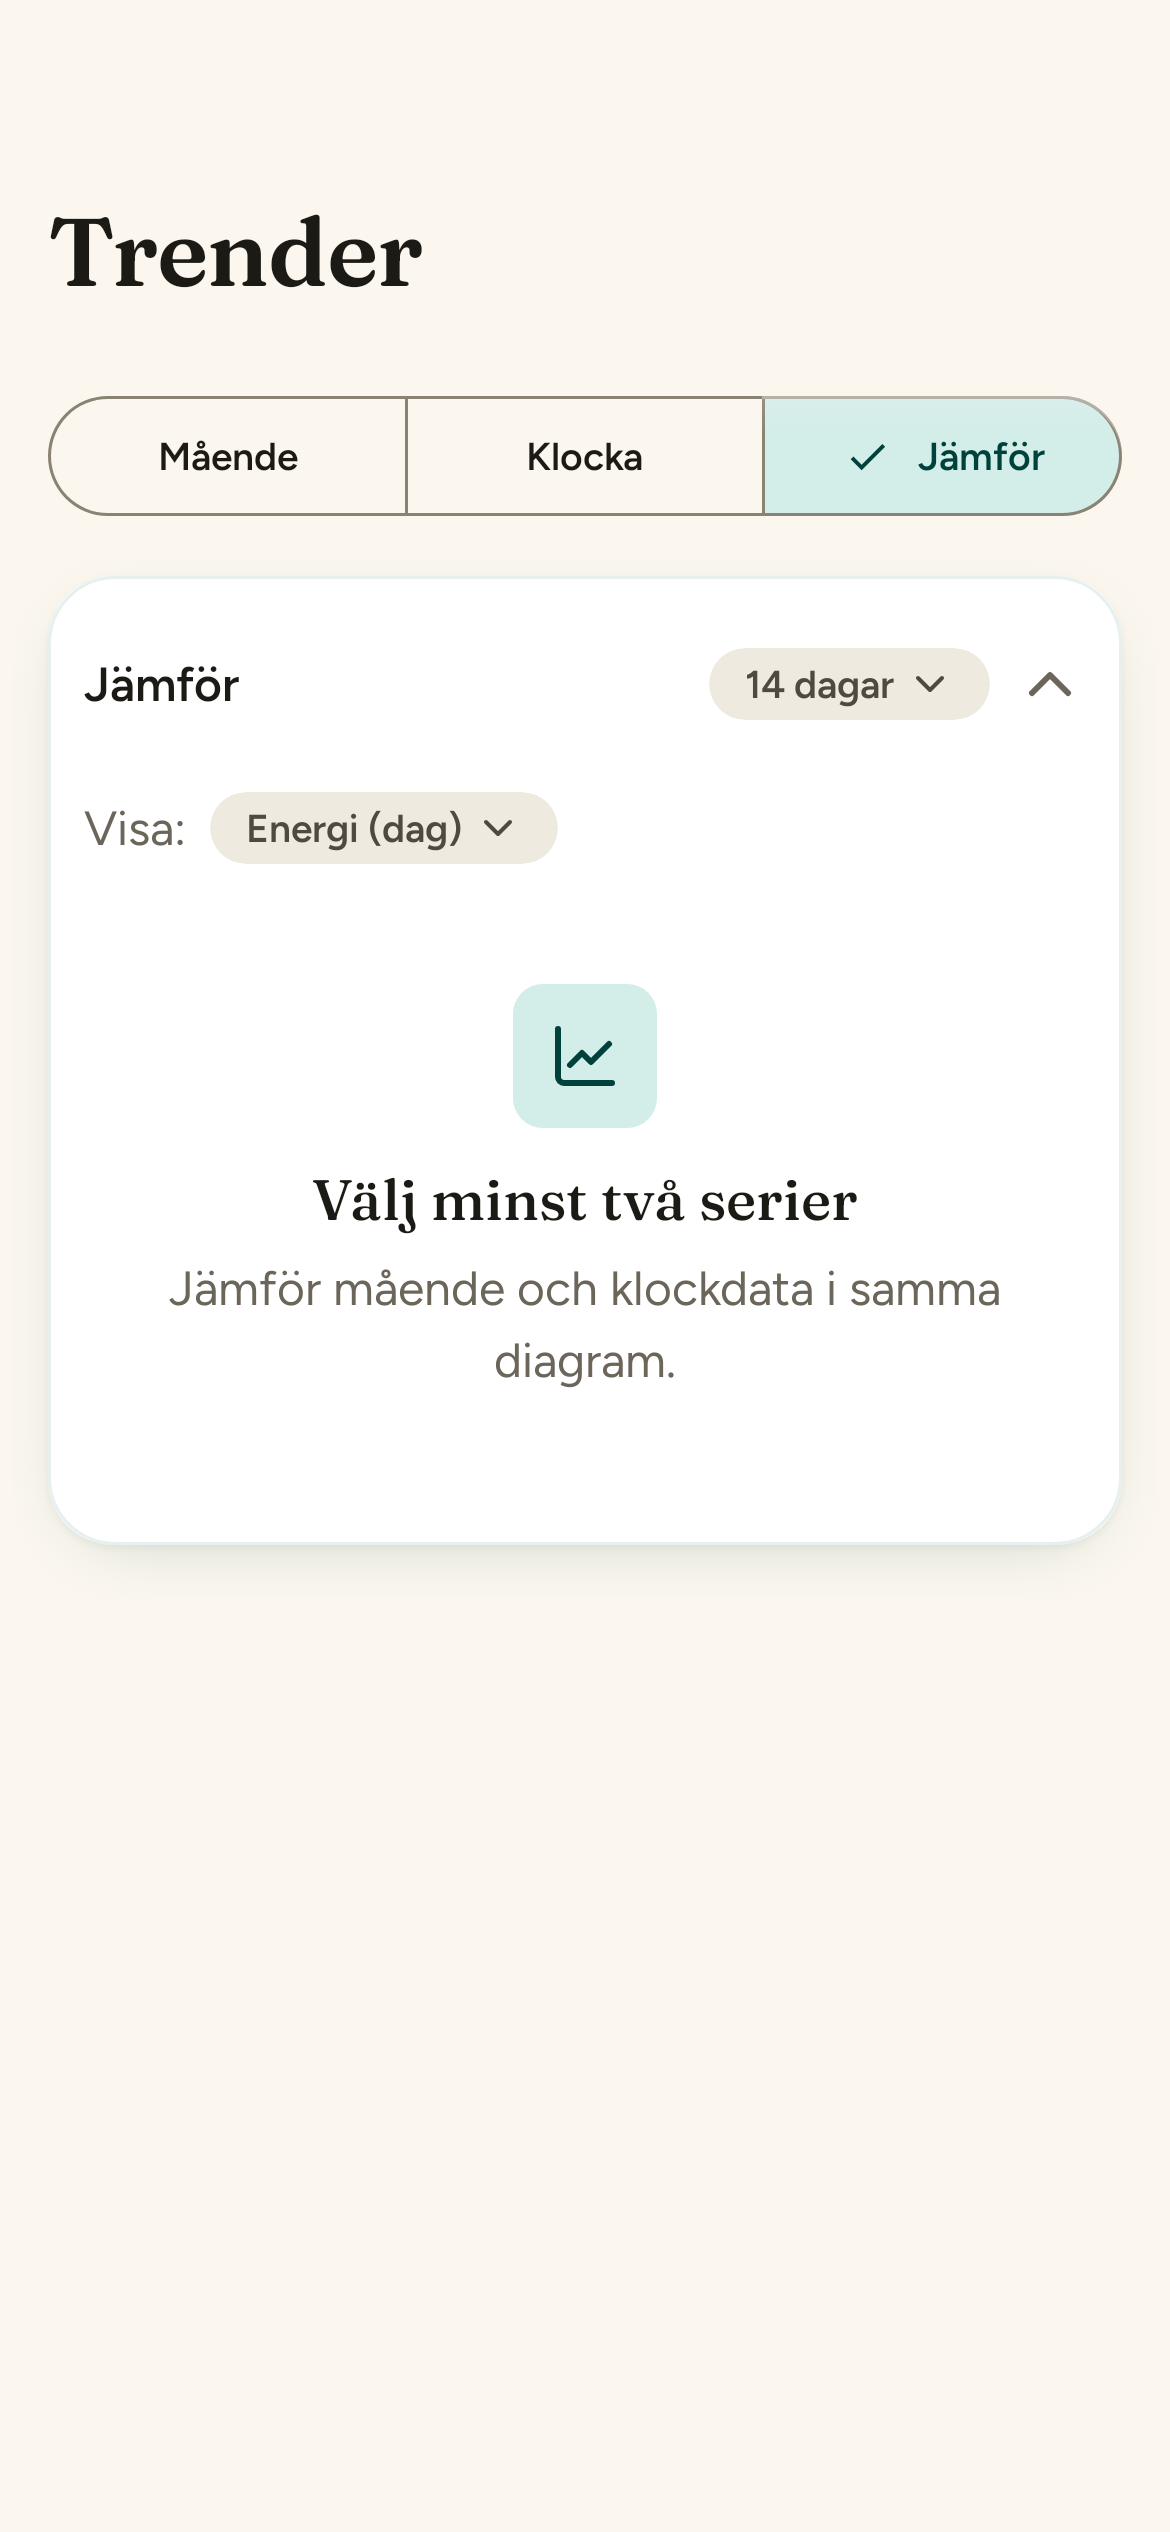 Trender
Mående
Klocka
Jämför
Jämför
14 dagar
Visa:
Energi (dag)
Välj minst två serier
Jämför mående och klockdata i samma
diagram.